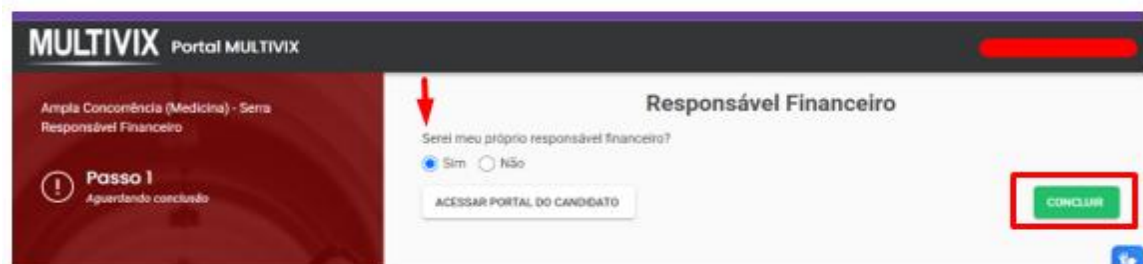 MULTIVIX Portal MULTIVIX
Ampla Concorrência (Medicina) - Serra
Responsável Financeiro
Passo 1
Aguardando conclusão
Responsável Financeiro
Serei meu próprio responsável financeiro?
Sim Não
ACESSAR PORTAL DO CANDIDATO
CONCLUIR